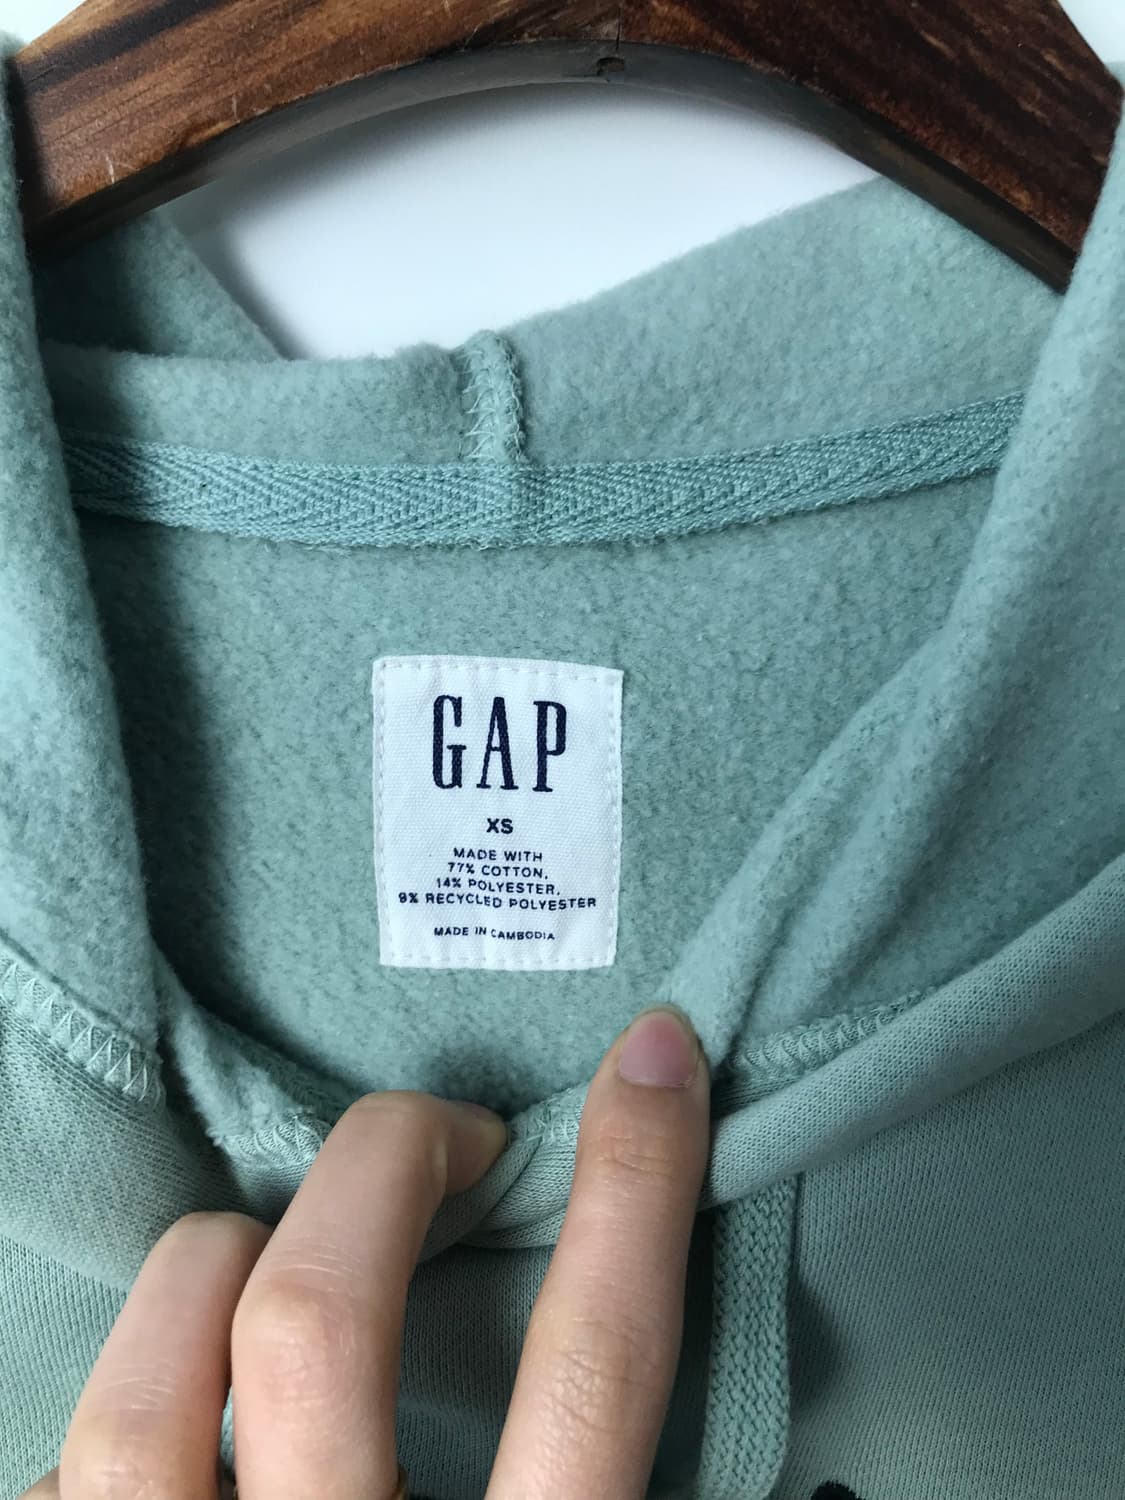 GAP
XS
MADE WITH
77% COTTON,
14% POLYESTER,
9% RECYCLED POLYESTER
MADE IN CAMBODIA